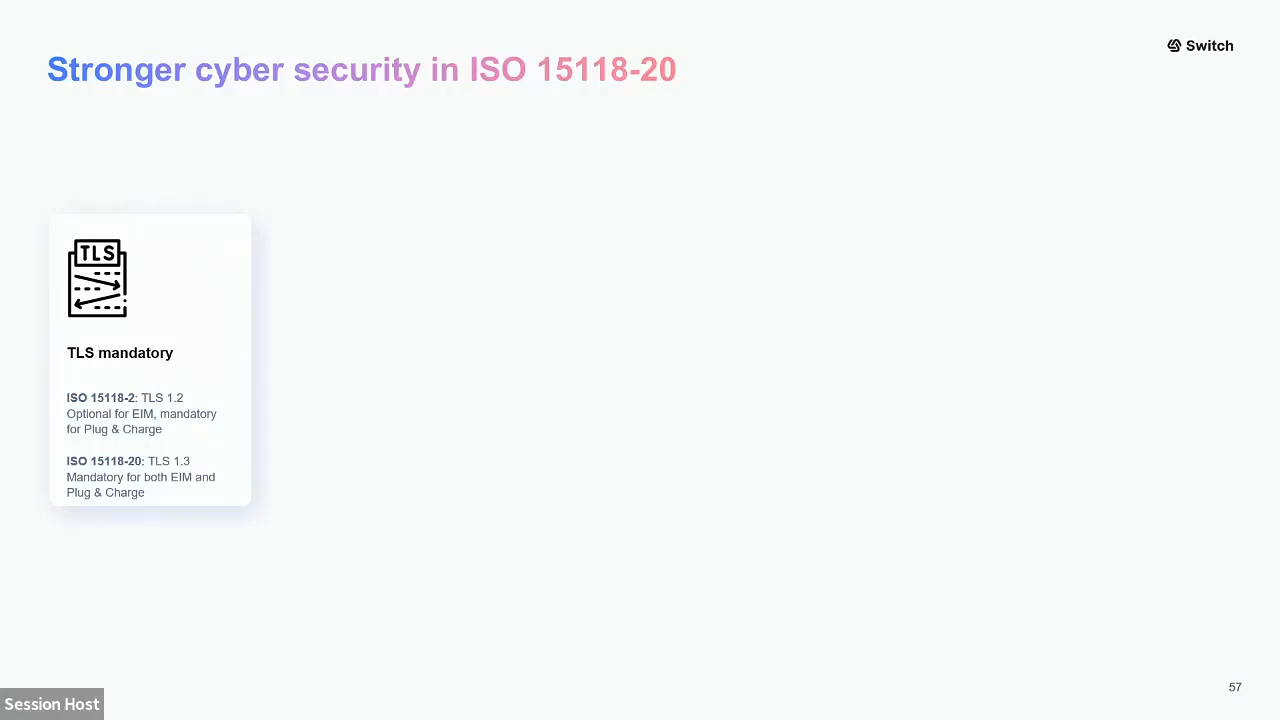 Stronger cyber security in ISO 15118-20
Switch
TLS
TLS mandatory
ISO 15118-2: TLS 1.2
Optional for EIM, mandatory
for Plug & Charge
ISO 15118-20: TLS 1.3
Mandatory for both EIM and
Plug & Charge
57
Session Host